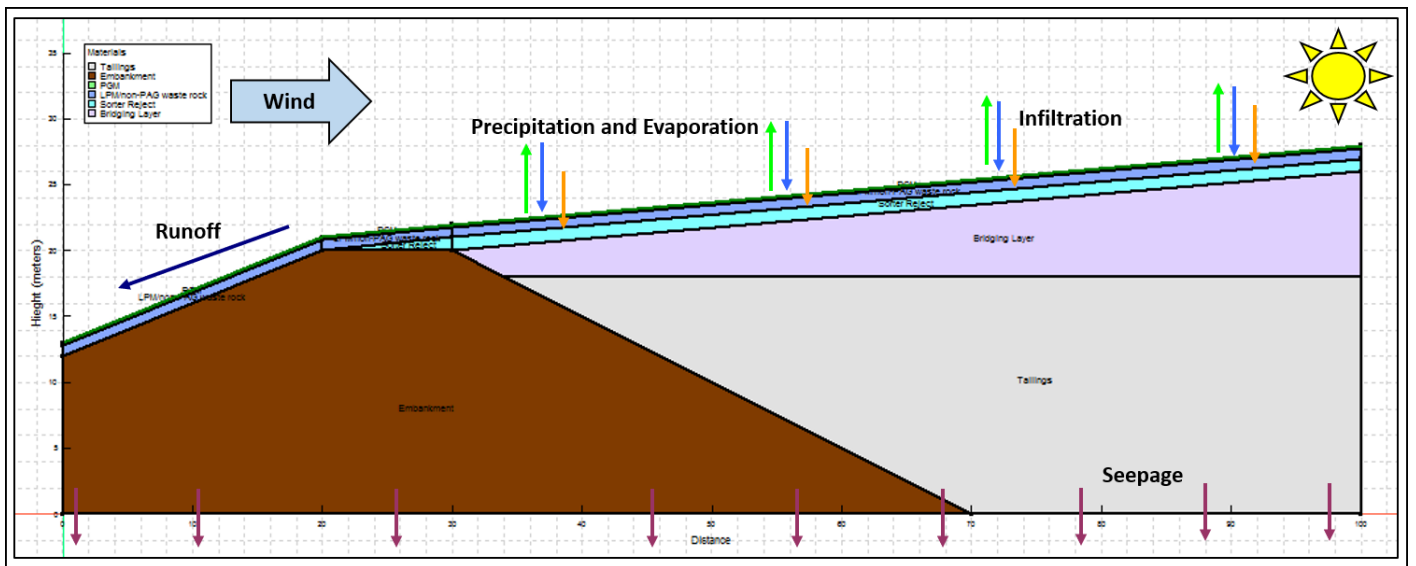 Materials
Tailings
Embankment
PGM
LPM/non-PAG waste rock
Sorter Reject
Bridging Layer
Wind
Precipitation and Evaporation
Infiltration
Runoff
Seepage
Sorter Reject
Bridging Layer
LPM/non-PAG waste rock
Tailings
Embankment
Hieght (meters)
35
30
25
20
15
10
5
0
0 10 20 30 40 50 60 70 80 90 100
Distance